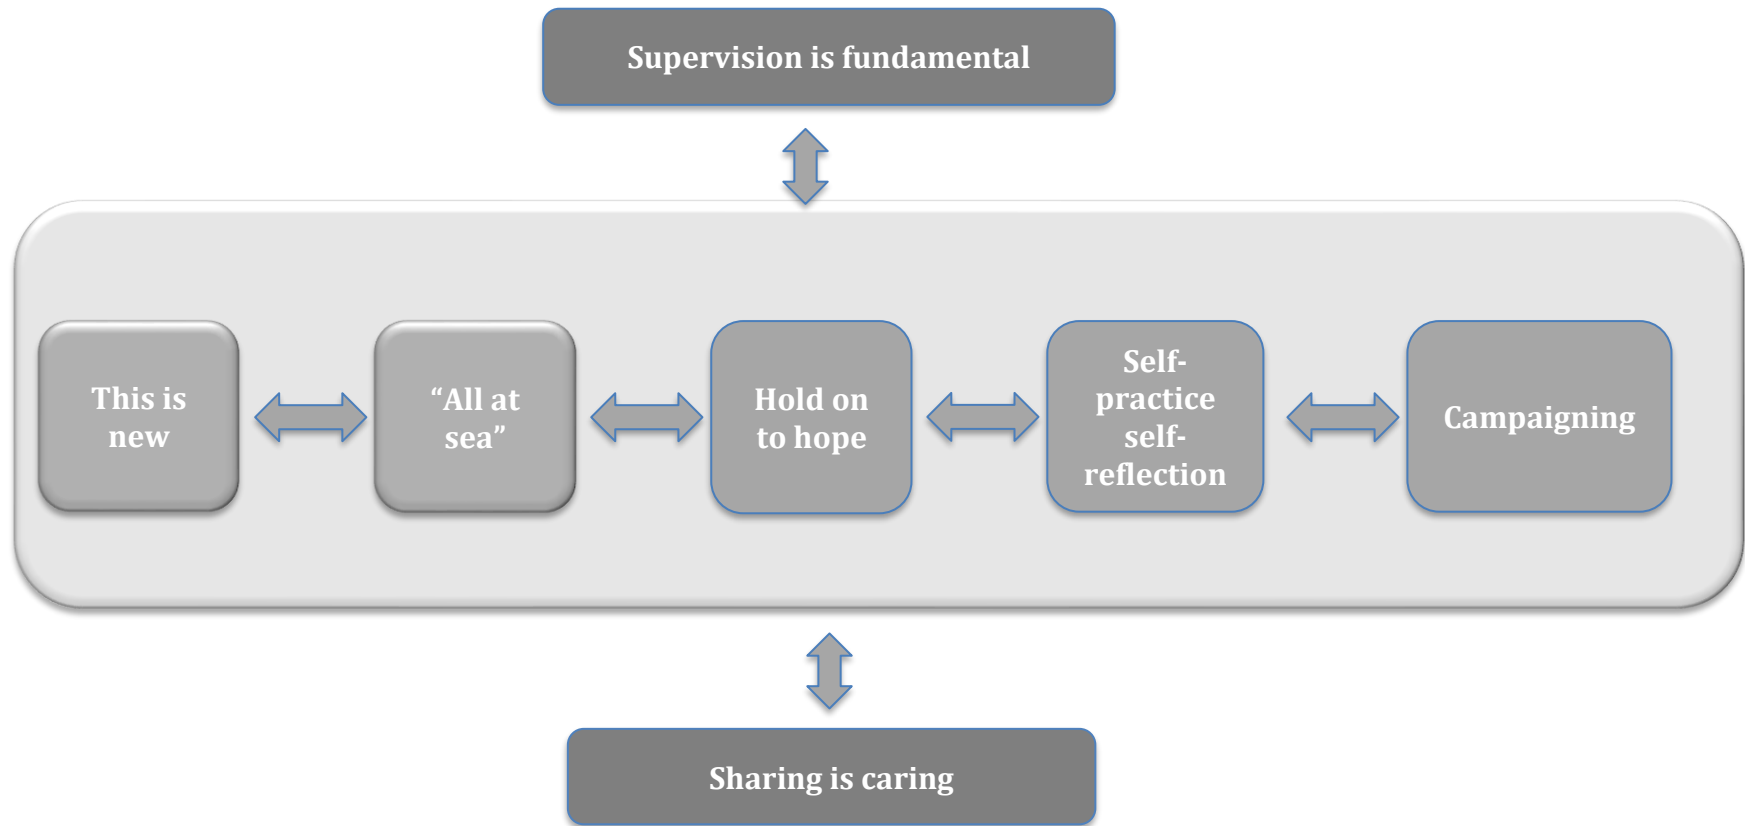 Supervision is fundamental
This is
new
“All at
sea”
Hold on
to hope
Self-
practice
self-
reflection
Campaigning
Sharing is caring